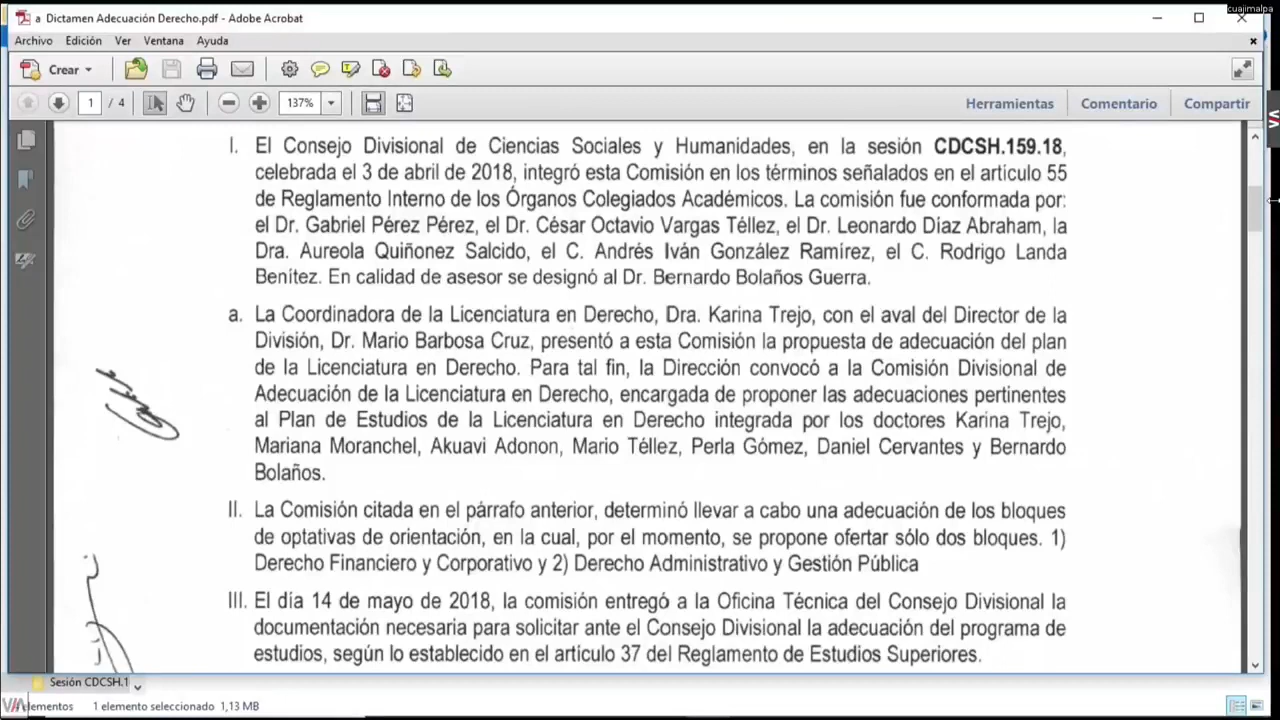 cuajimalpa
a Dictamen Adecuación Derecho.pdf - Adobe Acrobat
Archivo Edición Ver Ventana Ayuda
Crear
1 / 4 137% Herramientas Comentario Compartir
I. El Consejo Divisional de Ciencias Sociales y Humanidades, en la sesión CDCSH.159.18,
celebrada el 3 de abril de 2018, integró esta Comisión en los términos señalados en el artículo 55
de Reglamento Interno de los Órganos Colegiados Académicos. La comisión fue conformada por:
el Dr. Gabriel Pérez Pérez, el Dr. César Octavio Vargas Téllez, el Dr. Leonardo Díaz Abraham, la
Dra. Aureola Quiñonez Salcido, el C. Andrés Iván González Ramírez, el C. Rodrigo Landa
Benítez. En calidad de asesor se designó al Dr. Bernardo Bolaños Guerra.
a. La Coordinadora de la Licenciatura en Derecho, Dra. Karina Trejo, con el aval del Director de la
División, Dr. Mario Barbosa Cruz, presentó a esta Comisión la propuesta de adecuación del plan
de la Licenciatura en Derecho. Para tal fin, la Dirección convocó a la Comisión Divisional de
Adecuación de la Licenciatura en Derecho, encargada de proponer las adecuaciones pertinentes
al Plan de Estudios de la Licenciatura en Derecho integrada por los doctores Karina Trejo,
Mariana Moranchel, Akuavi Adonon, Mario Téllez, Perla Gómez, Daniel Cervantes y Bernardo
Bolaños.
II. La Comisión citada en el párrafo anterior, determinó llevar a cabo una adecuación de los bloques
de optativas de orientación, en la cual, por el momento, se propone ofertar sólo dos bloques. 1)
Derecho Financiero y Corporativo y 2) Derecho Administrativo y Gestión Pública
III. El día 14 de mayo de 2018, la comisión entregó a la Oficina Técnica del Consejo Divisional la
documentación necesaria para solicitar ante el Consejo Divisional la adecuación del programa de
estudios, según lo establecido en el artículo 37 del Reglamento de Estudios Superiores.
Sesión CDCSH.1
elementos 1 elemento seleccionado 1,13 MB